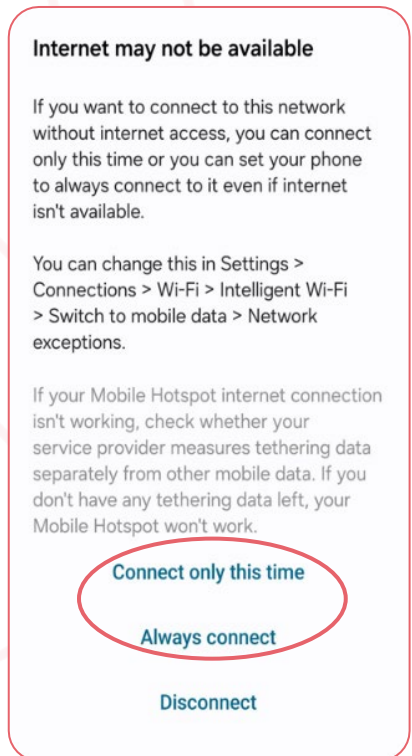 Internet may not be available
If you want to connect to this network
without internet access, you can connect
only this time or you can set your phone
to always connect to it even if internet
isn't available.
You can change this in Settings >
Connections > Wi-Fi > Intelligent Wi-Fi
> Switch to mobile data > Network
exceptions.
If your Mobile Hotspot internet connection
isn't working, check whether your
service provider measures tethering data
separately from other mobile data. If you
don't have any tethering data left, your
Mobile Hotspot won't work.
Connect only this time
Always connect
Disconnect